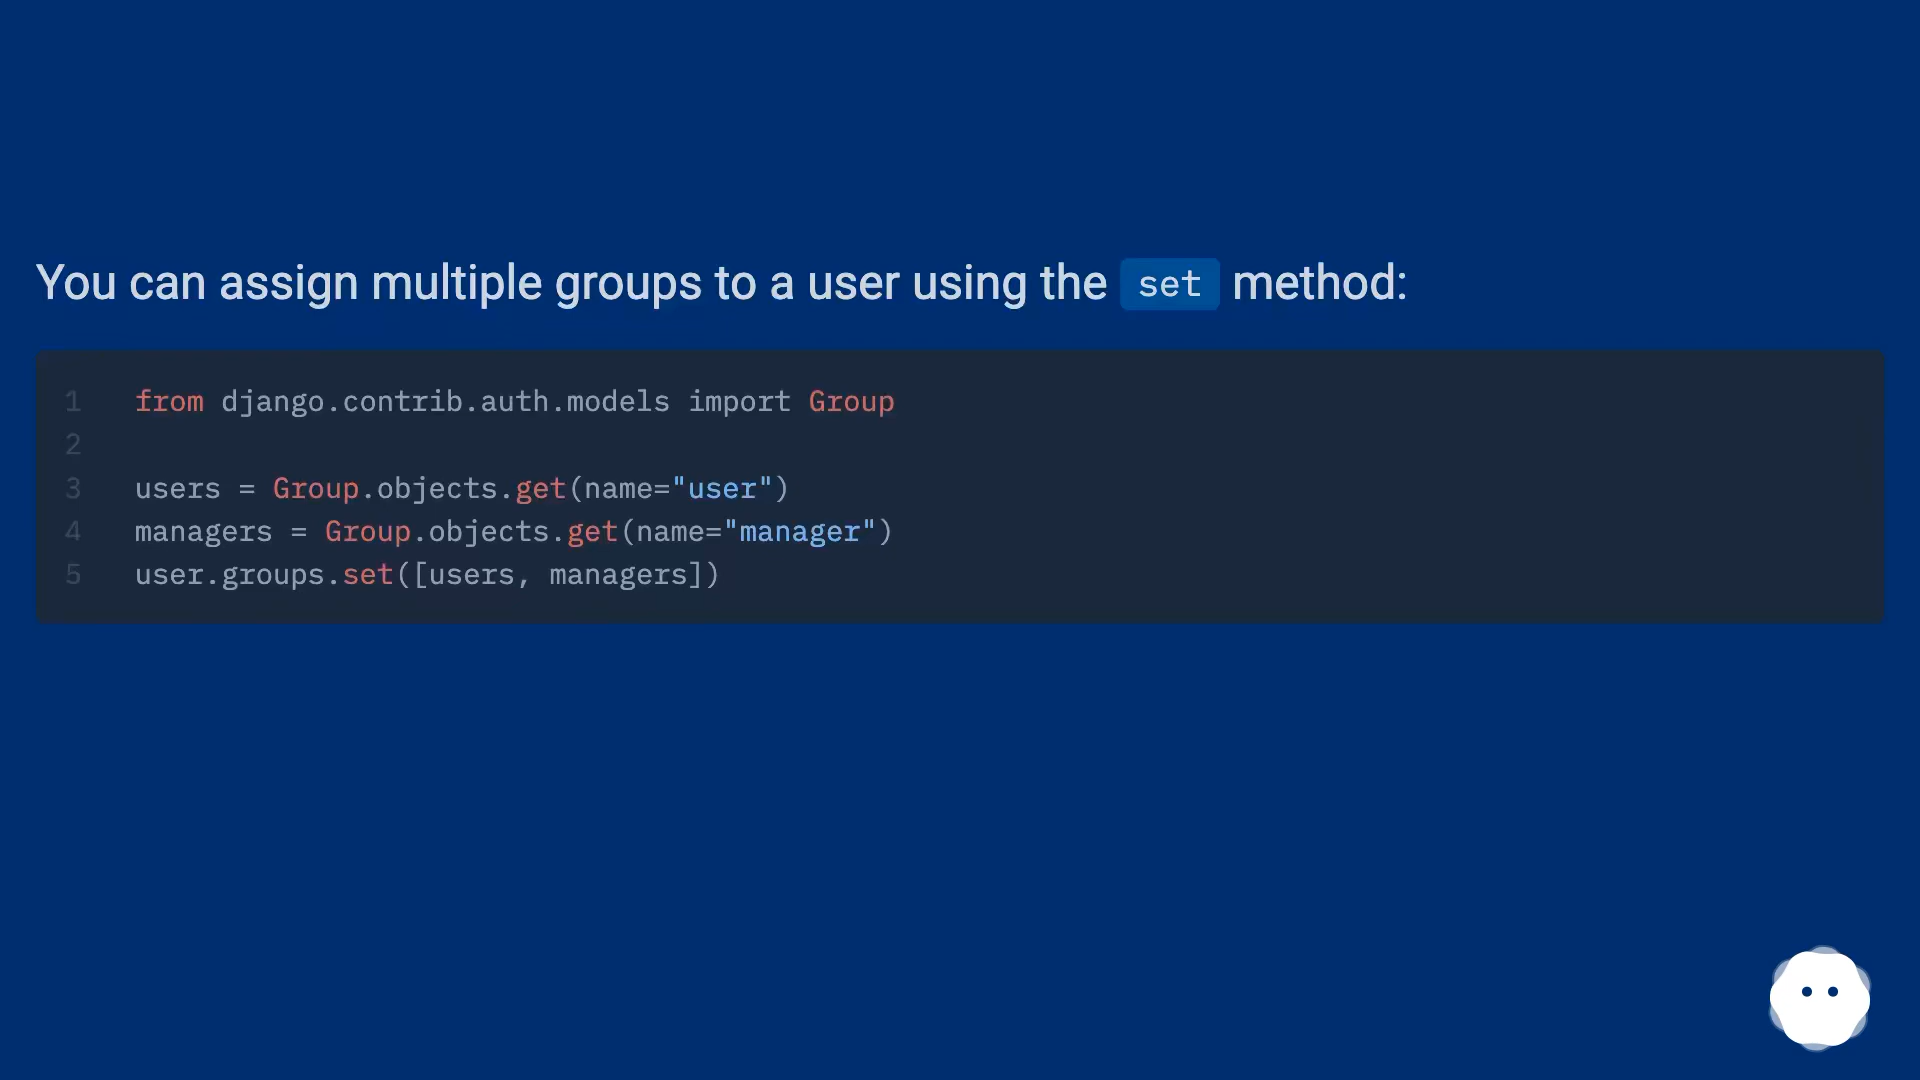 You can assign multiple groups to a user using the set method:
1 from django.contrib.auth.models import Group
2
3 users = Group.objects.get(name="user")
4 managers = Group.objects.get(name="manager")
5 user.groups.set([users, managers])